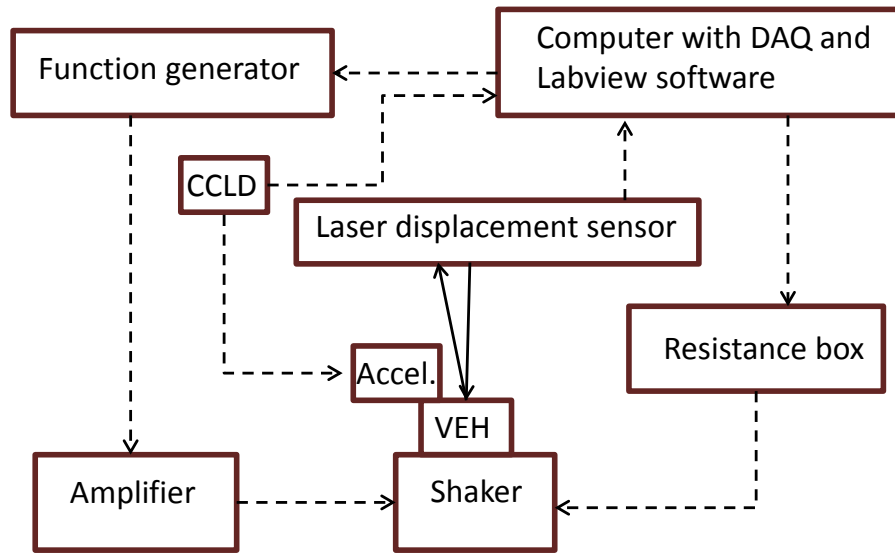 Function generator
Computer with DAQ and
Labview software
CCLD
Laser displacement sensor
Resistance box
Accel.
VEH
Amplifier
Shaker